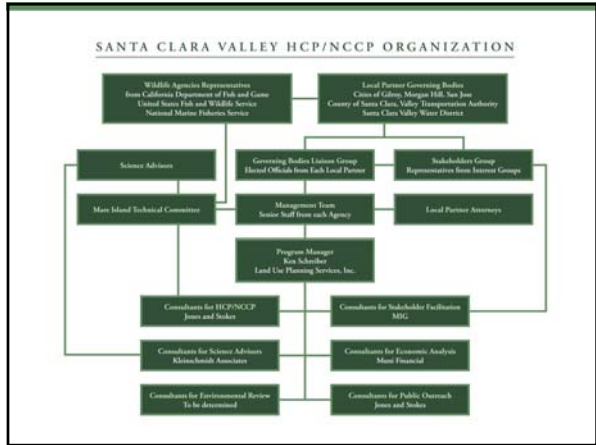 SANTA CLARA VALLEY HCP/NCCP ORGANIZATION
Wildlife Agencies Representatives
from California Department of Fish and Game
United States Fish and Wildlife Service
National Marine Fisheries Service
Local Partner Governing Bodies
Cities of Gilroy, Morgan Hill, San Jose
County of Santa Clara, Valley Transportation Authority
Santa Clara Valley Water District
Science Advisors
Governing Bodies Liaison Group
Elected Officials from Each Local Partner
Stakeholders Group
Representatives from Interest Groups
Mare Island Technical Committee
Management Team
Senior Staff from each Agency
Local Partner Attorneys
Program Manager
Ken Schreiber
Land Use Planning Services, Inc.
Consultants for HCP/NCCP
Jones and Stokes
Consultants for Stakeholder Facilitation
MIG
Consultants for Science Advisors
Kleinschmidt Associates
Consultants for Economic Analysis
Muni Financial
Consultants for Environmental Review
To be determined
Consultants for Public Outreach
Jones and Stokes